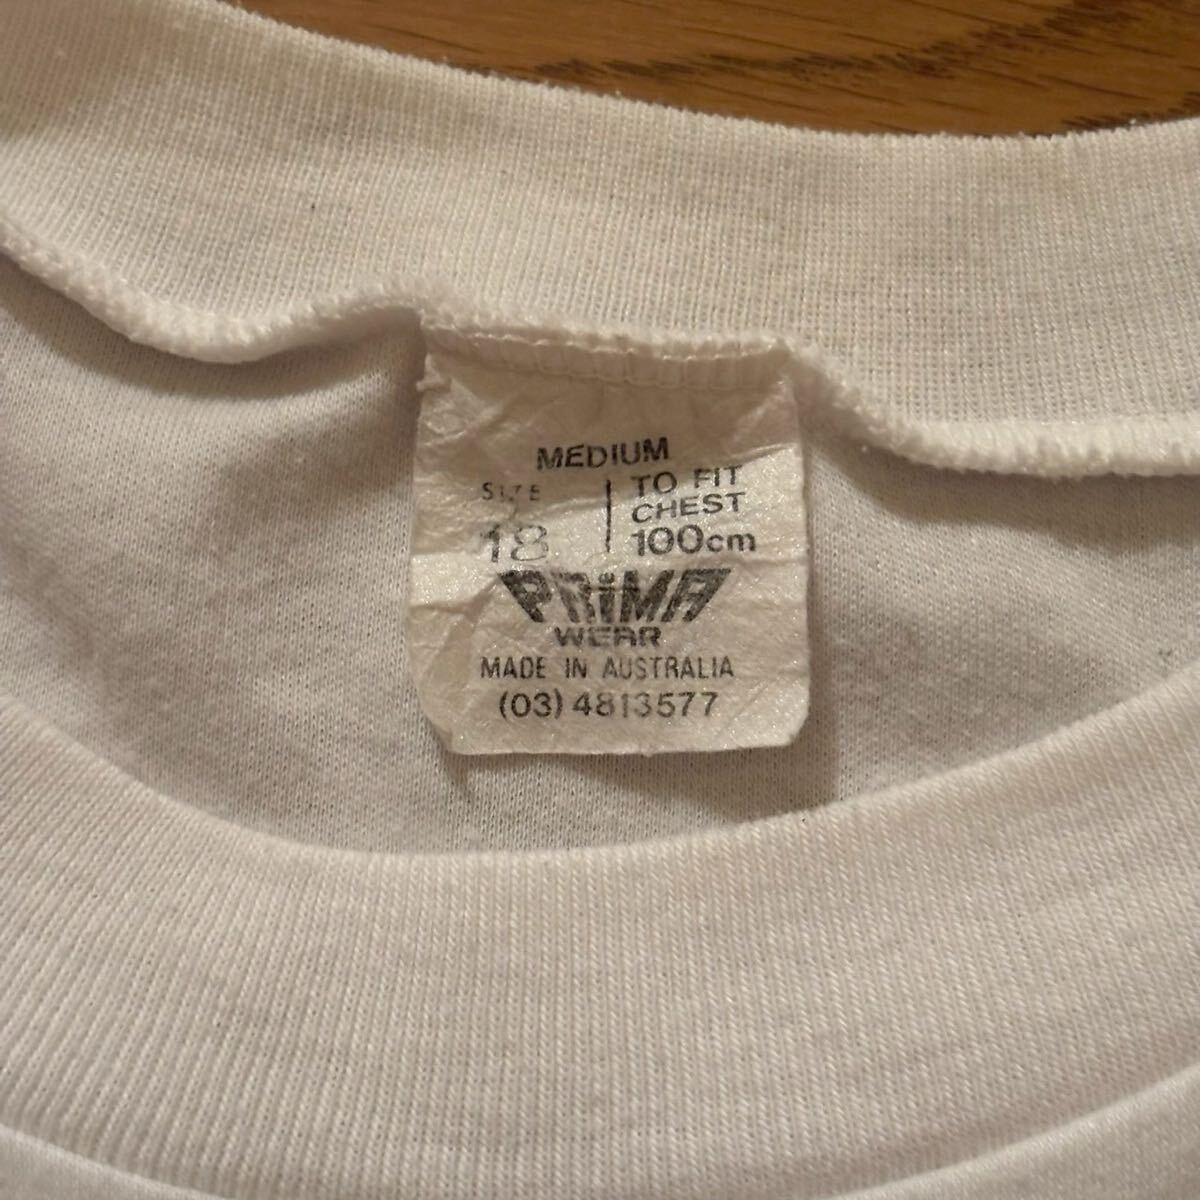 MEDIUM
SIZE
18
TO FIT
CHEST
100cm
PRiMA
WEAR
MADE IN AUSTRALIA
(03) 4813577